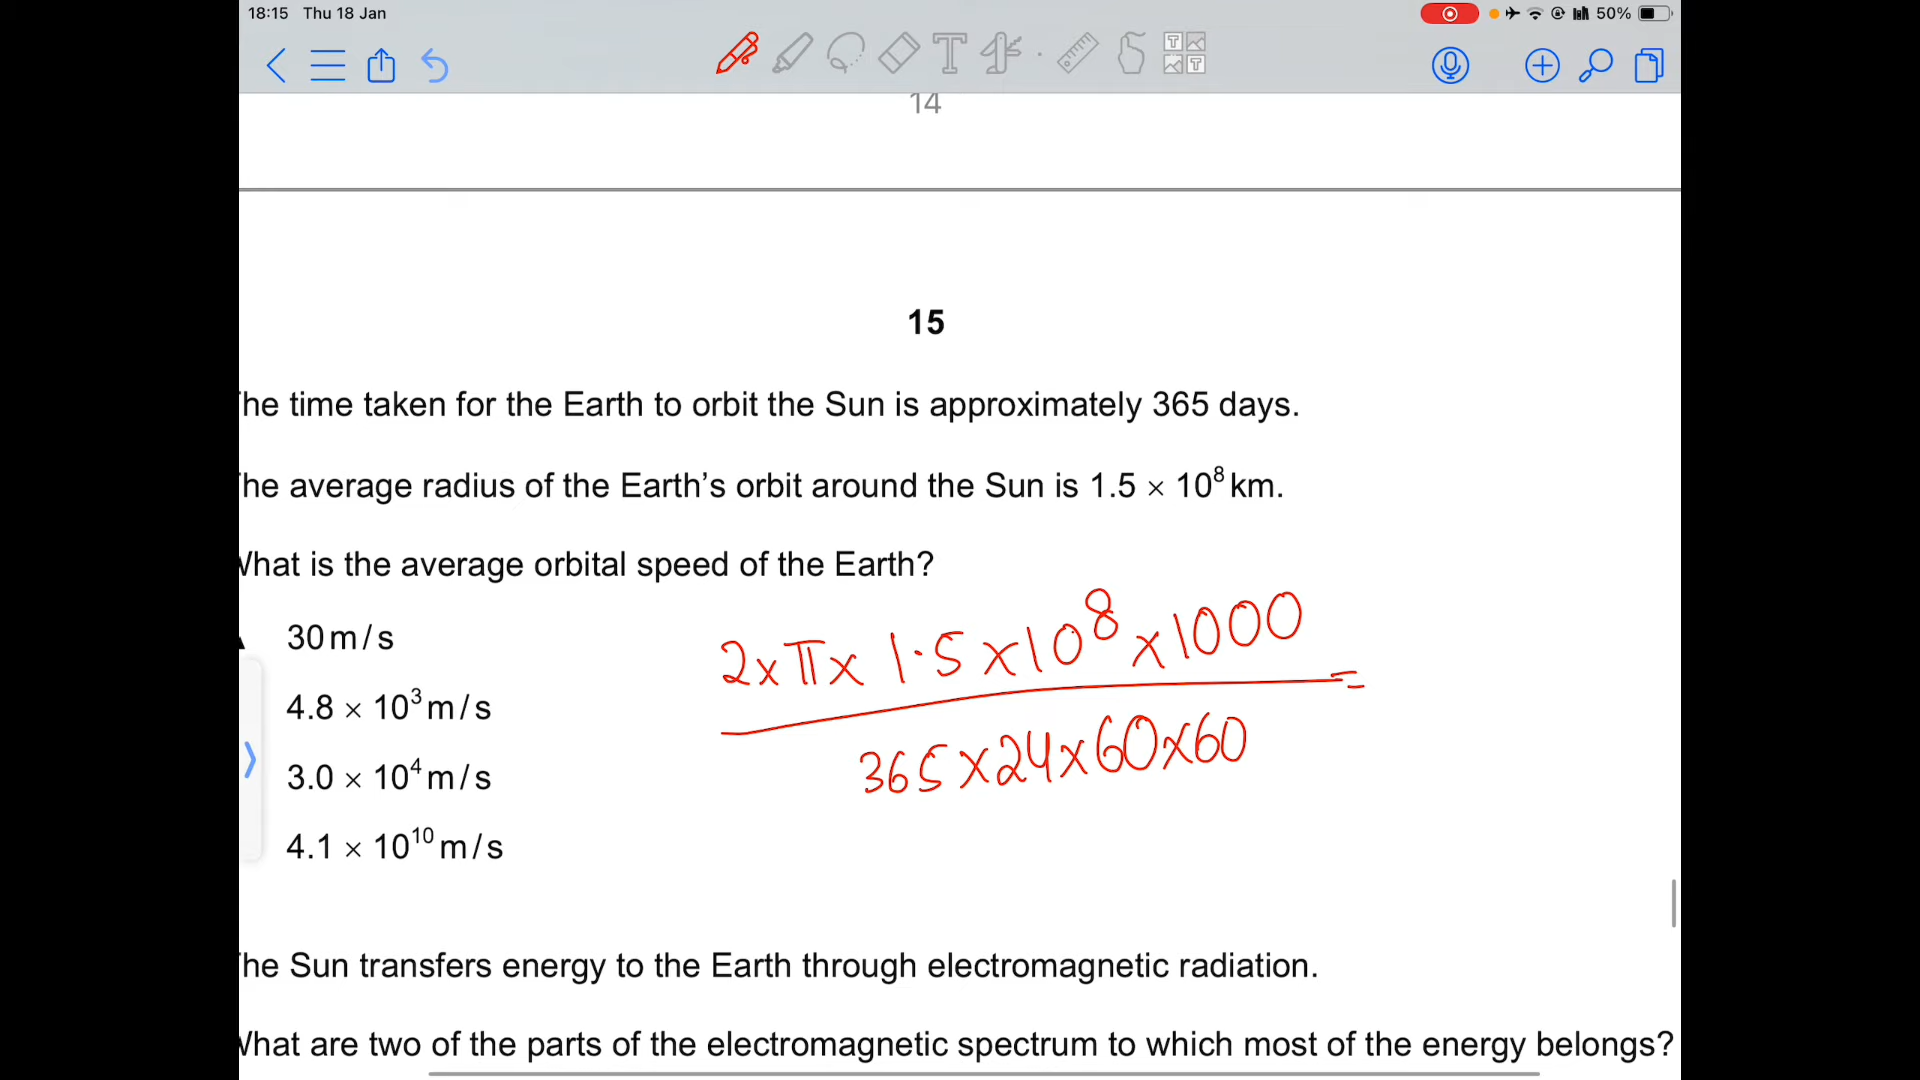 18:15 Thu 18 Jan
50%
14
15
he time taken for the Earth to orbit the Sun is approximately 365 days.
he average radius of the Earth’s orbit around the Sun is 1.5 × 10⁸ km.
What is the average orbital speed of the Earth?
30 m/s
4.8 × 10³ m/s
3.0 × 10⁴ m/s
4.1 × 10¹⁰ m/s
2 x π x 1.5 x 10⁸ x 1000 =
365 x 24 x 60 x 60
he Sun transfers energy to the Earth through electromagnetic radiation.
What are two of the parts of the electromagnetic spectrum to which most of the energy belongs?